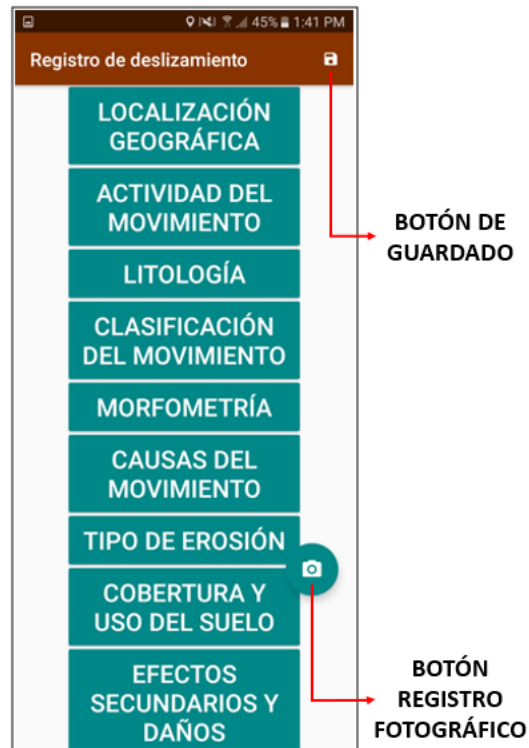 45% 1:41 PM
Registro de deslizamiento
LOCALIZACIÓN
GEOGRÁFICA
ACTIVIDAD DEL
MOVIMIENTO
LITOLOGÍA
CLASIFICACIÓN
DEL MOVIMIENTO
MORFOMETRÍA
CAUSAS DEL
MOVIMIENTO
TIPO DE EROSIÓN
COBERTURA Y
USO DEL SUELO
EFECTOS
SECUNDARIOS Y
DAÑOS
BOTÓN DE
GUARDADO
BOTÓN
REGISTRO
FOTOGRÁFICO